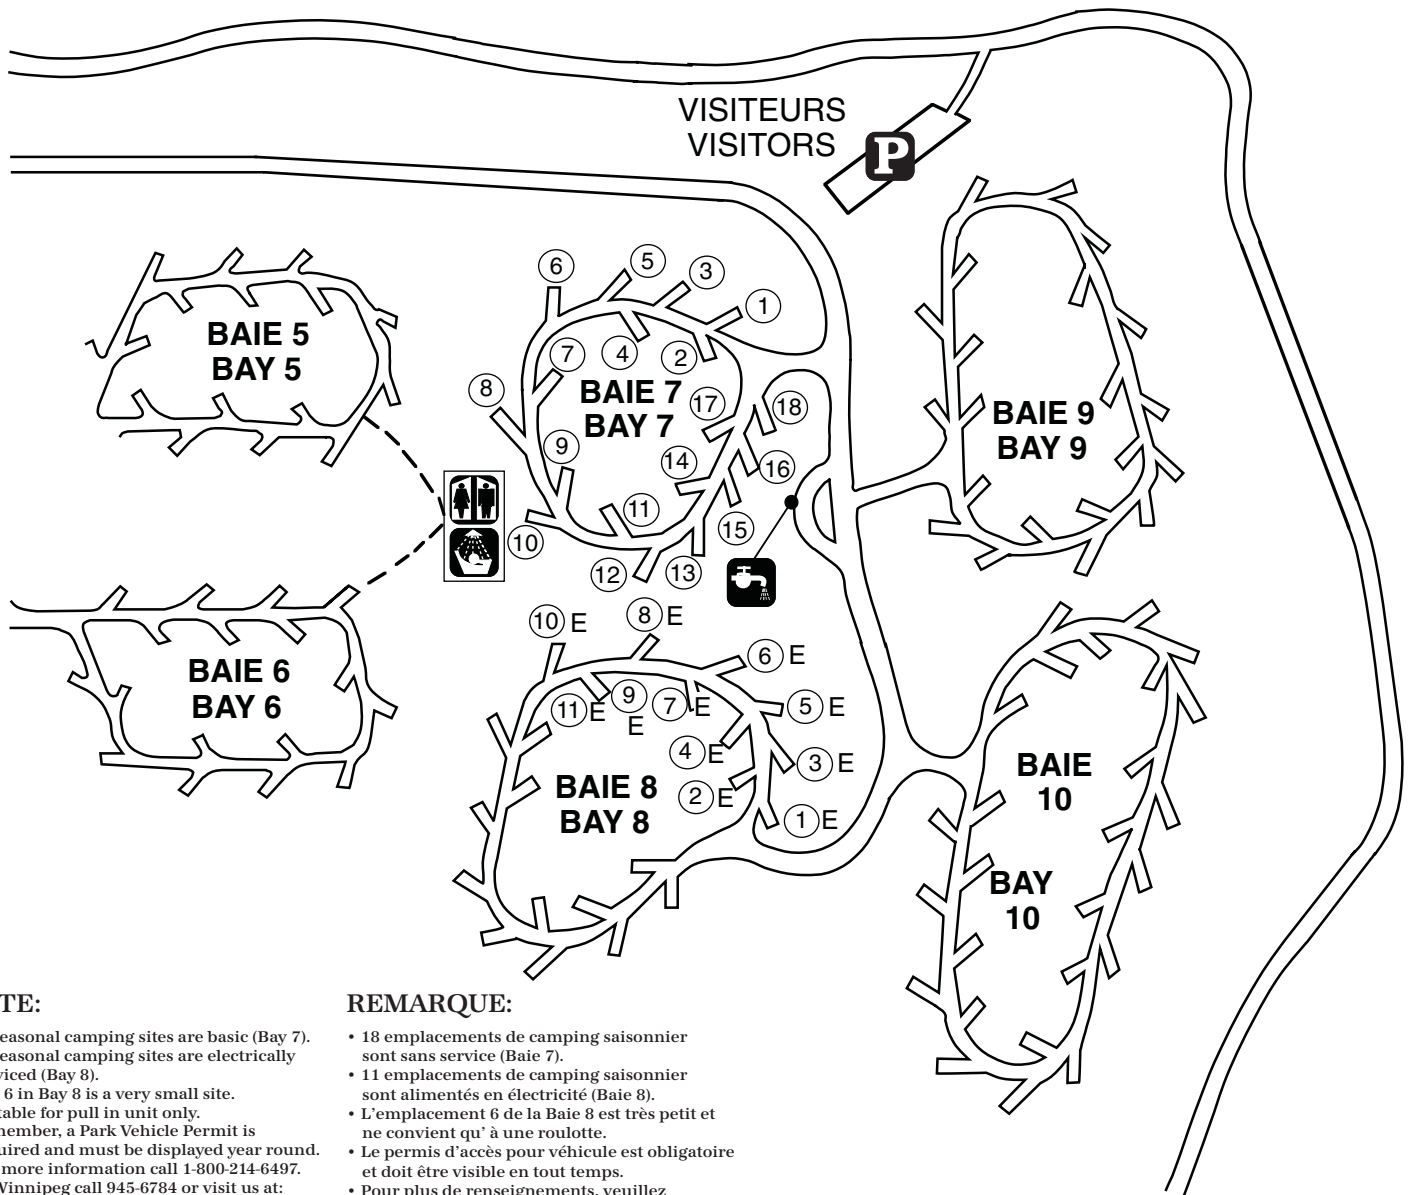 VISITEURS
VISITORS
P
6
5
3
1
BAIE 5
BAY 5
7
4
2
8
BAIE 7
BAY 7
17
18
BAIE 9
BAY 9
9
14
16
11
15
10
12
13
10 E
8 E
6 E
BAIE 6
BAY 6
11 E
9
E
7 E
5 E
4 E
3 E
BAIE 8
BAY 8
2 E
1 E
BAIE
10
BAY
10
TE:
easonal camping sites are basic (Bay 7).
easonal camping sites are electrically
viced (Bay 8).
6 in Bay 8 is a very small site.
table for pull in unit only.
member, a Park Vehicle Permit is
uired and must be displayed year round.
more information call 1-800-214-6497.
Winnipeg call 945-6784 or visit us at:
REMARQUE:
• 18 emplacements de camping saisonnier
sont sans service (Baie 7).
• 11 emplacements de camping saisonnier
sont alimentés en électricité (Baie 8).
• L'emplacement 6 de la Baie 8 est très petit et
ne convient qu' à une roulotte.
• Le permis d'accès pour véhicule est obligatoire
et doit être visible en tout temps.
• Pour plus de renseignements, veuillez